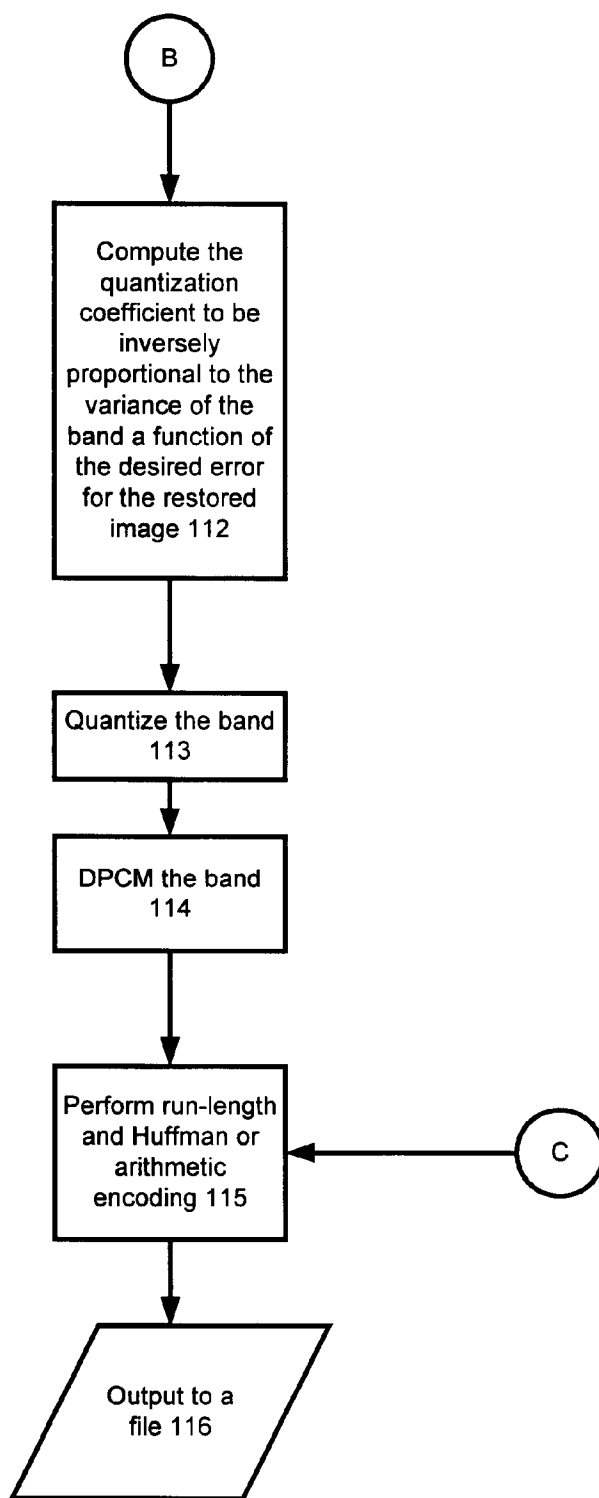 B
Compute the
quantization
coefficient to be
inversely
proportional to the
variance of the
band a function of
the desired error
for the restored
image 112
Quantize the band
113
DPCM the band
114
Perform run-length
and Huffman or
arithmetic
encoding 115
C
Output to a
file 116